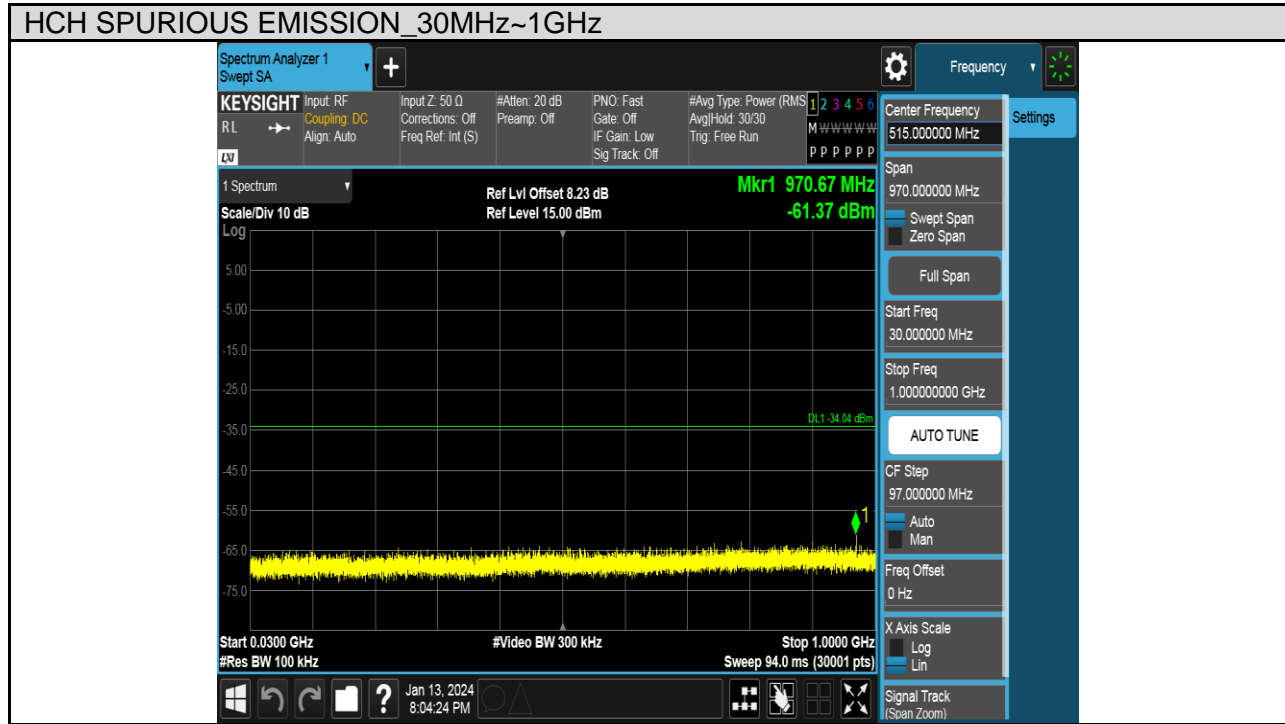 HCH SPURIOUS EMISSION_30MHz~1GHz
Spectrum Analyzer 1
Swept SA
+
Frequency
KEYSIGHT
RL
LXI
Input: RF
Coupling: DC
Align: Auto
Input Z: 50 Ω
Corrections: Off
Freq Ref: Int (S)
#Atten: 20 dB
Preamp: Off
PNO: Fast
Gate: Off
IF Gain: Low
Sig Track: Off
#Avg Type: Power (RMS
Avg|Hold: 30/30
Trig: Free Run
1 2 3 4 5 6
M W W W W W
P P P P P P
1 Spectrum
Scale/Div 10 dB
Log
Ref Lvl Offset 8.23 dB
Ref Level 15.00 dBm
Mkr1 970.67 MHz
-61.37 dBm
5.00
-5.00
-15.0
-25.0
DL1 -34.04 dBm
-35.0
-45.0
-55.0
1
-65.0
-75.0
Start 0.0300 GHz
#Res BW 100 kHz
#Video BW 300 kHz
Stop 1.0000 GHz
Sweep 94.0 ms (30001 pts)
Center Frequency
515.000000 MHz
Settings
Span
970.000000 MHz
Swept Span
Zero Span
Full Span
Start Freq
30.000000 MHz
Stop Freq
1.000000000 GHz
AUTO TUNE
CF Step
97.000000 MHz
Auto
Man
Freq Offset
0 Hz
X Axis Scale
Log
Lin
Signal Track
(Span Zoom)
?
Jan 13, 2024
8:04:24 PM